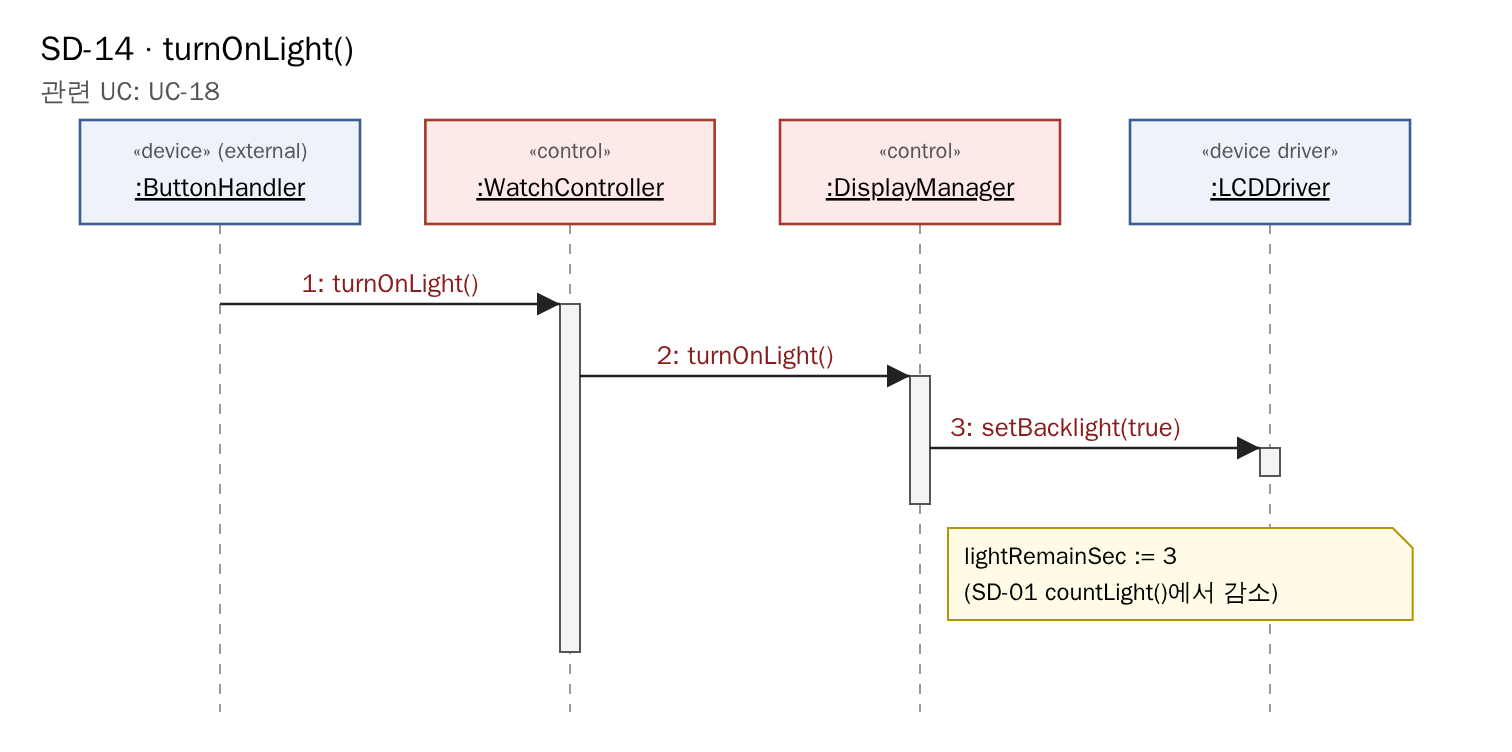 SD-14 · turnOnLight()
관련 UC: UC-18
«device» (external)
:ButtonHandler
«control»
:WatchController
«control»
:DisplayManager
«device driver»
:LCDDriver
1: turnOnLight()
2: turnOnLight()
3: setBacklight(true)
lightRemainSec := 3
(SD-01 countLight()에서 감소)